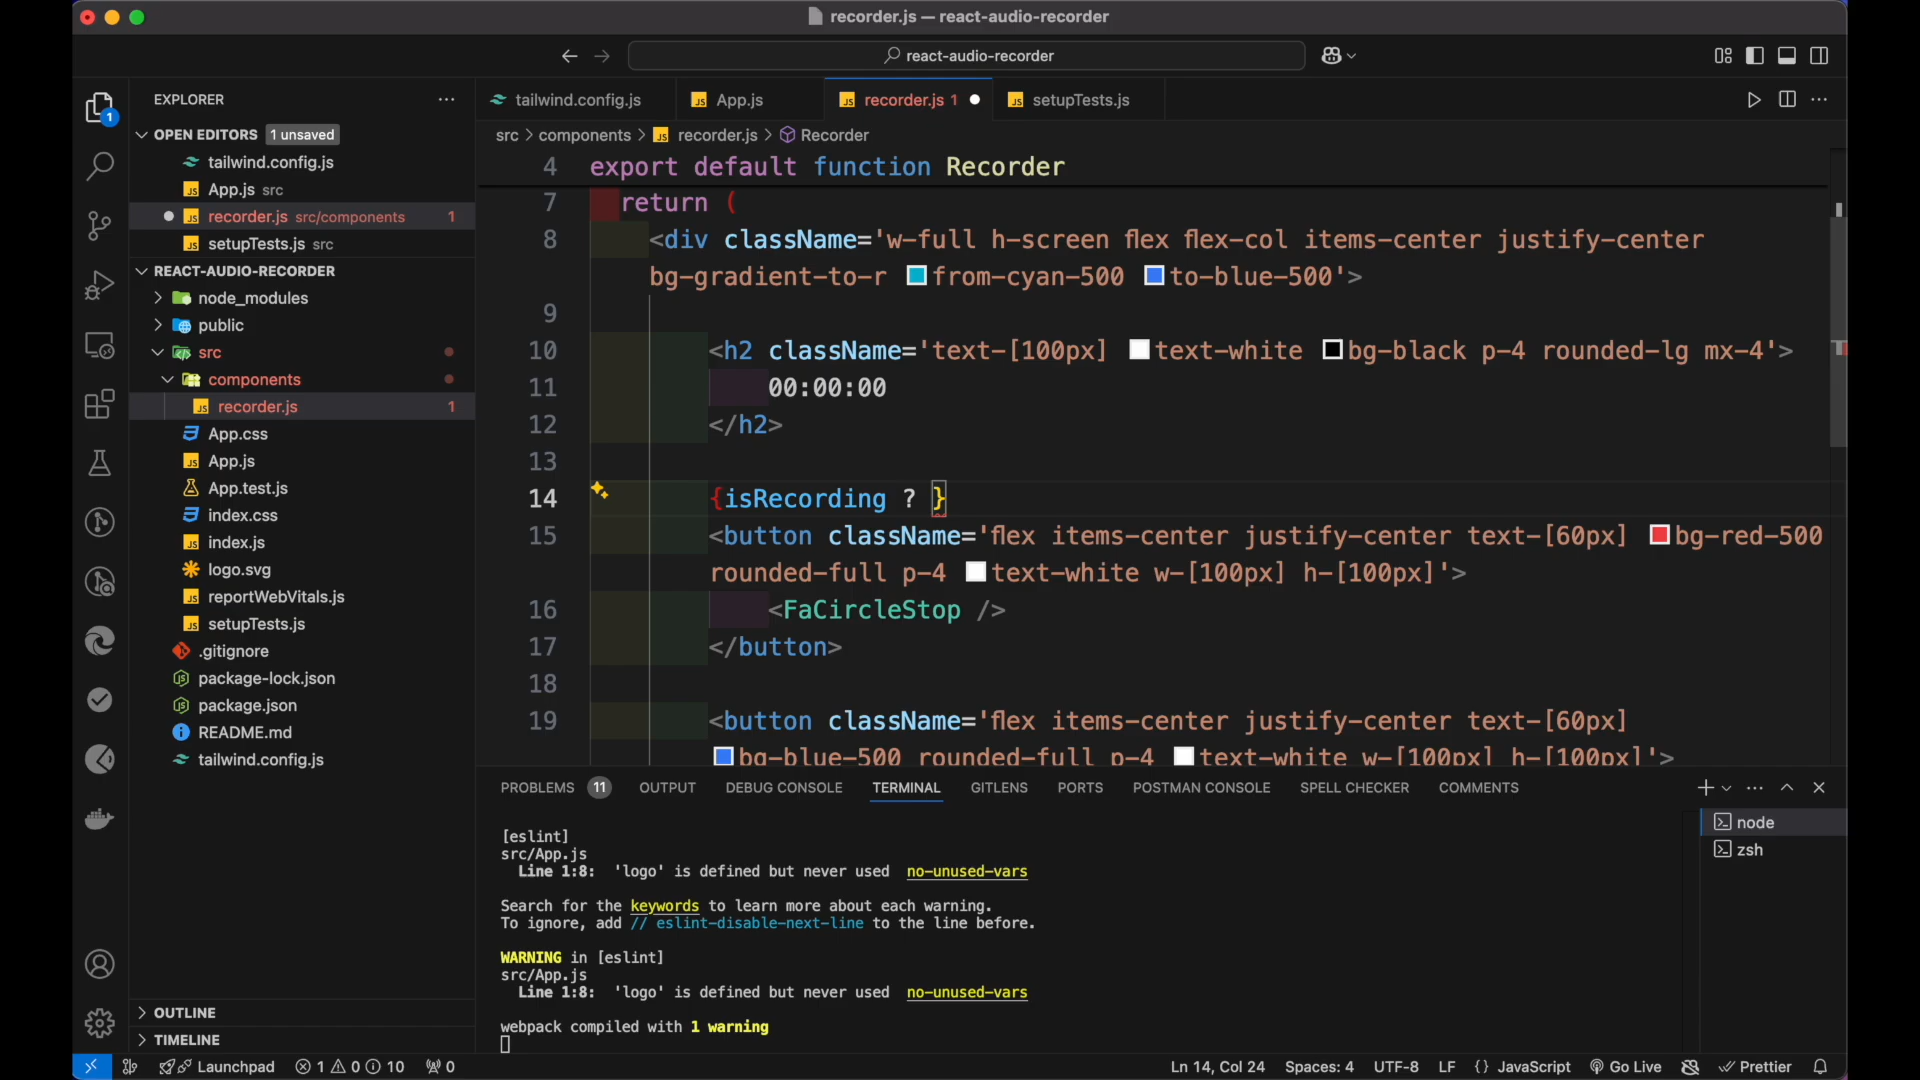 recorder.js — react-audio-recorder
react-audio-recorder
EXPLORER
OPEN EDITORS 1 unsaved
tailwind.config.js
App.js src
recorder.js src/components 1
setupTests.js src
REACT-AUDIO-RECORDER
node_modules
public
src
components
recorder.js 1
App.css
App.js
App.test.js
index.css
index.js
logo.svg
reportWebVitals.js
setupTests.js
.gitignore
package-lock.json
package.json
README.md
tailwind.config.js
OUTLINE
TIMELINE
1
tailwind.config.js
App.js
recorder.js 1
setupTests.js
src > components > recorder.js > Recorder
4 export default function Recorder
7 return (
8 <div className='w-full h-screen flex flex-col items-center justify-center
bg-gradient-to-r from-cyan-500 to-blue-500'>
9
10 <h2 className='text-[100px] text-white bg-black p-4 rounded-lg mx-4'>
11 00:00:00
12 </h2>
13
14 {isRecording ? }
15 <button className='flex items-center justify-center text-[60px] bg-red-500
rounded-full p-4 text-white w-[100px] h-[100px]'>
16 <FaCircleStop />
17 </button>
18
19 <button className='flex items-center justify-center text-[60px]
bg-blue-500 rounded-full p-4 text-white w-[100px] h-[100px]'>
PROBLEMS 11 OUTPUT DEBUG CONSOLE TERMINAL GITLENS PORTS POSTMAN CONSOLE SPELL CHECKER COMMENTS
[eslint]
src/App.js
Line 1:8: 'logo' is defined but never used no-unused-vars
Search for the keywords to learn more about each warning.
To ignore, add // eslint-disable-next-line to the line before.
WARNING in [eslint]
src/App.js
Line 1:8: 'logo' is defined but never used no-unused-vars
webpack compiled with 1 warning
node
zsh
Launchpad 1 0 10 0 Ln 14, Col 24 Spaces: 4 UTF-8 LF {} JavaScript Go Live Prettier